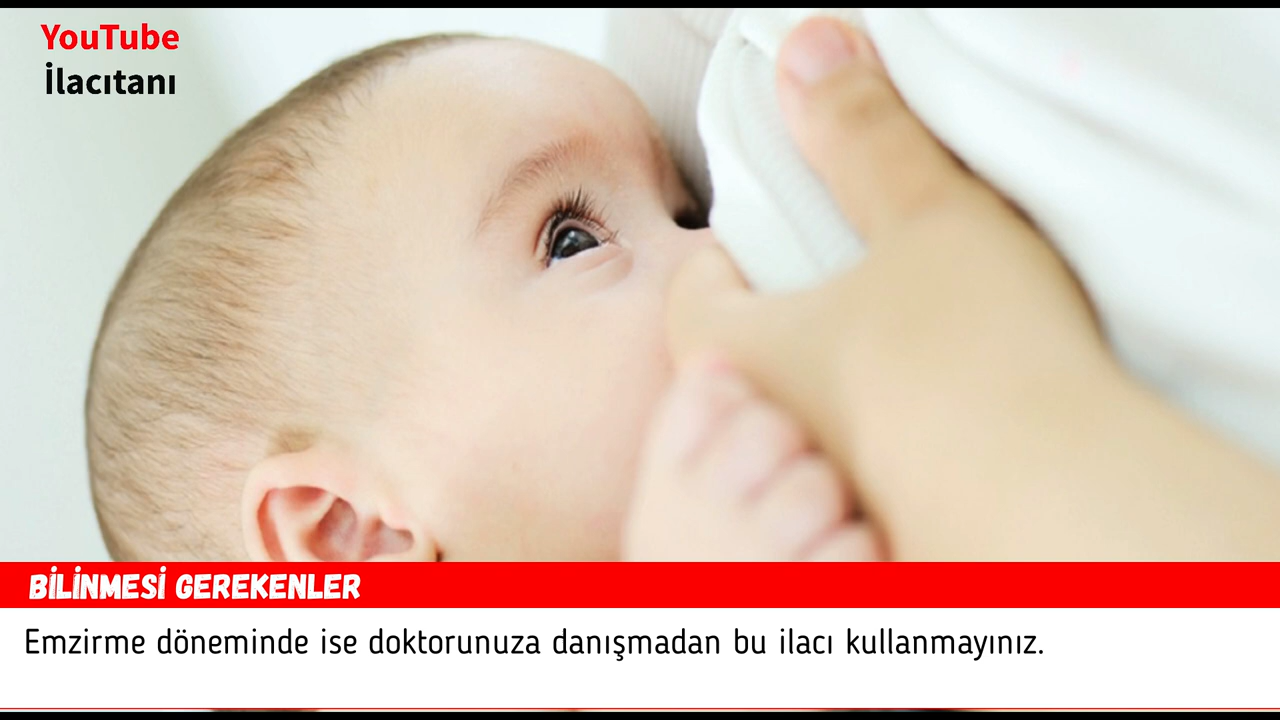 YouTube
İlacıtanı
BİLİNMESİ GEREKENLER
Emzirme döneminde ise doktorunuza danışmadan bu ilacı kullanmayınız.